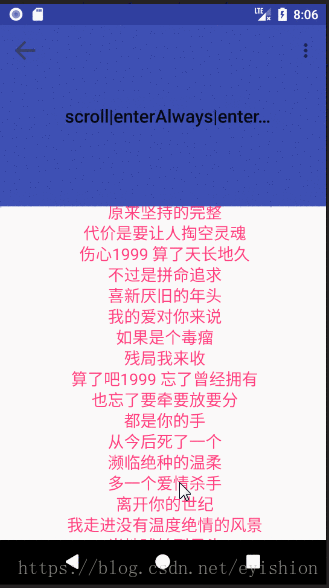 LTE
8:06
scroll|enterAlways|enter...
原来坚持的完整
代价是要让人掏空灵魂
伤心1999 算了天长地久
不过是拼命追求
喜新厌旧的年头
我的爱对你来说
如果是个毒瘤
残局我来收
算了吧1999 忘了曾经拥有
也忘了要牵要放要分
都是你的手
从今后死了一个
濒临绝种的温柔
多一个爱情杀手
离开你的世纪
我走进没有温度绝情的风景
https://blog.csdn.net/eyishion